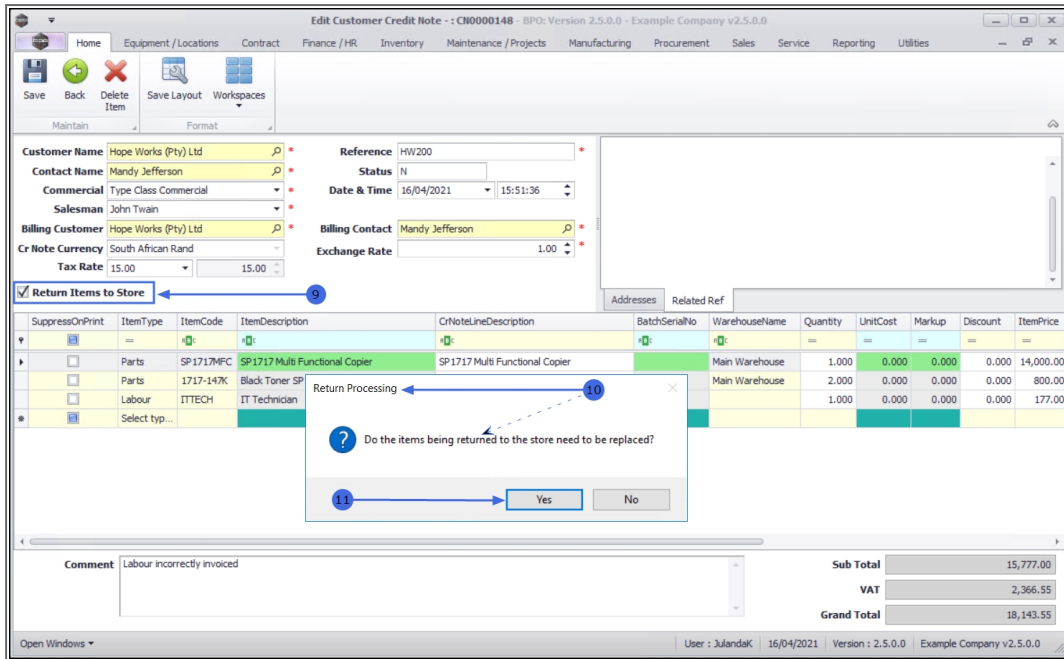 Edit Customer Credit Note - : CN0000148 - BPO: Version 2.5.0.0 - Example Company v2.5.0.0
Home Equipment / Locations Contract Finance / HR Inventory Maintenance / Projects Manufacturing Procurement Sales Service Reporting Utilities
Save Back Delete Item Save Layout Workspaces
Maintain Format
Customer Name Hope Works (Pty) Ltd * Reference HW200 *
Contact Name Mandy Jefferson * Status N
Commercial Type Class Commercial * Date & Time 16/04/2021 15:51:36
Salesman John Twain *
Billing Customer Hope Works (Pty) Ltd * Billing Contact Mandy Jefferson *
Cr Note Currency South African Rand Exchange Rate 1.00 *
Tax Rate 15.00 15.00
Return Items to Store 9
Addresses Related Ref
SuppressOnPrint ItemType ItemCode ItemDescription CrNoteLineDescription BatchSerialNo WarehouseName Quantity UnitCost Markup Discount ItemPrice
Parts SP1717MFC SP1717 Multi Functional Copier SP1717 Multi Functional Copier Main Warehouse 1.000 0.000 0.000 0.000 14,000.00
Parts 1717-147K Black Toner SP Main Warehouse 2.000 0.000 0.000 0.000 800.00
Labour ITTECH IT Technician 1.000 0.000 0.000 0.000 177.00
Select typ...
Return Processing 10
Do the items being returned to the store need to be replaced?
11 Yes No
Comment Labour incorrectly invoiced
Sub Total 15,777.00
VAT 2,366.55
Grand Total 18,143.55
Open Windows User : JulandaK 16/04/2021 Version : 2.5.0.0 Example Company v2.5.0.0